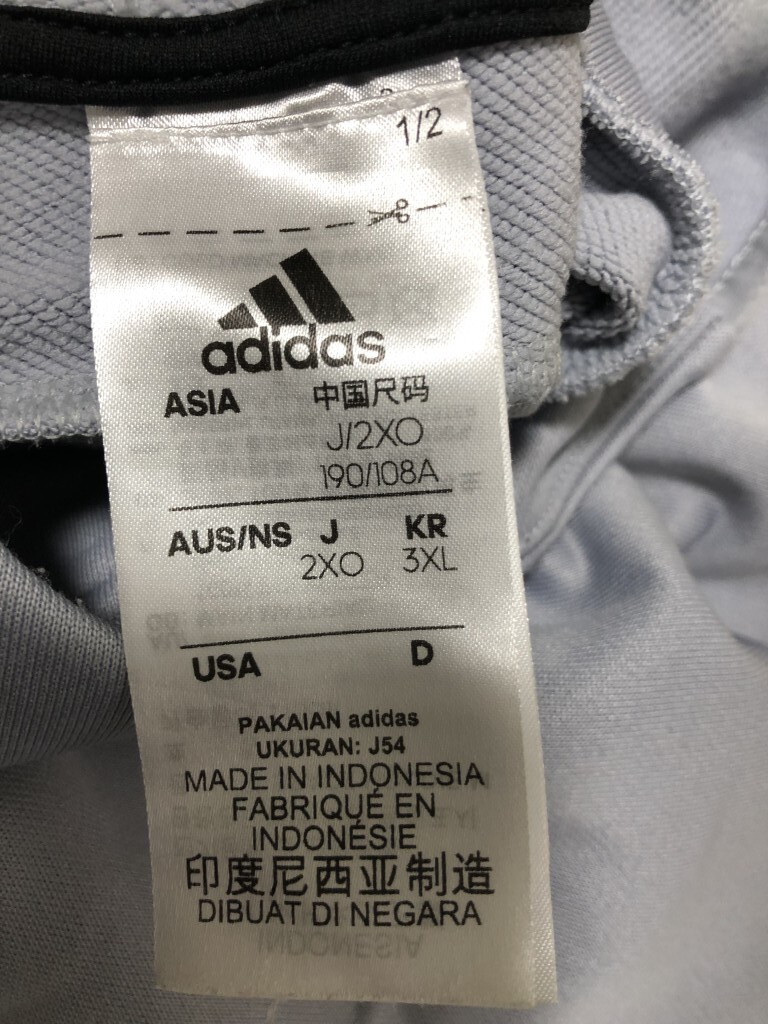 1/2
adidas
ASIA 中国尺码
J/2XO
190/108A
AUS/NS J KR
2XO 3XL
USA D
PAKAIAN adidas
UKURAN: J54
MADE IN INDONESIA
FABRIQUÉ EN
INDONÉSIE
印度尼西亚制造
DIBUAT DI NEGARA
INDONESIA